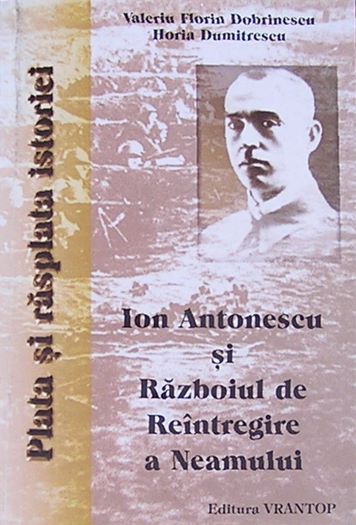 Valeriu Florin Dobrinescu
Horia Dumitrescu
Plata și răsplata istoriei
Ion Antonescu
și
Războiul de
Reîntregire
a Neamului
Editura VRANTOP